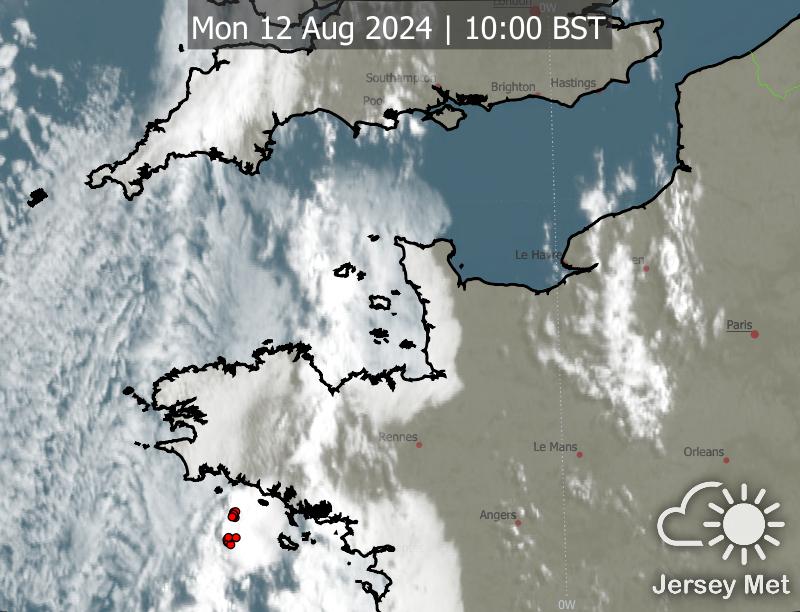 London
0W
Mon 12 Aug 2024 | 10:00 BST
Southampton
Brighton
Hastings
Poo
Le Havre
en
Paris
Rennes
Le Mans
Orleans
Angers
Jersey Met
0W